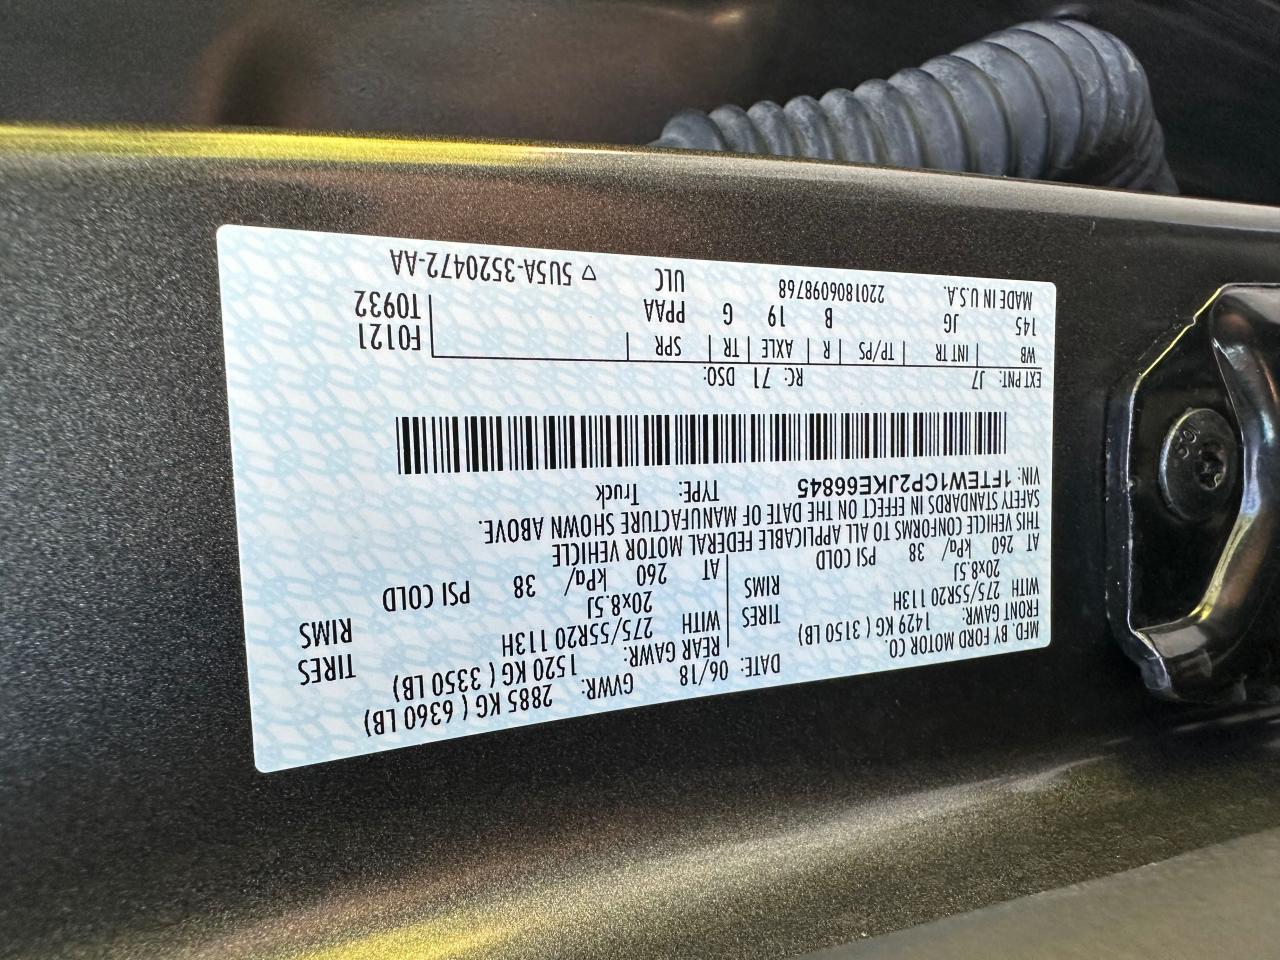 MFD. BY FORD MOTOR CO.
DATE: 06/18 GVWR: 2885 KG ( 6360 LB)
FRONT GAWR: 1429 KG ( 3150 LB) REAR GAWR: 1520 KG ( 3350 LB)
WITH 275/55R20 113H TIRES WITH 275/55R20 113H TIRES
20x8.5J RIMS 20x8.5J RIMS
AT 260 kPa/ 38 PSI COLD AT 260 kPa/ 38 PSI COLD
THIS VEHICLE CONFORMS TO ALL APPLICABLE FEDERAL MOTOR VEHICLE
SAFETY STANDARDS IN EFFECT ON THE DATE OF MANUFACTURE SHOWN ABOVE.
VIN: 1FTEW1CP2JKE66845 TYPE: Truck
EXT PNT: J7 RC: 71 DSO:
WB INT TR TP/PS R AXLE TR SPR F0121
145 JG B 19 G PPAA T0932
MADE IN U.S.A. 2201806098768 ULC ▽ 5U5A-3520472-AA